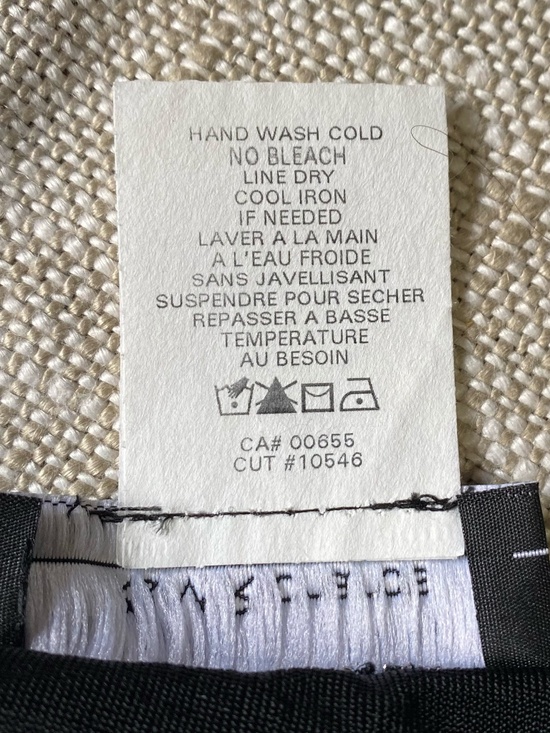 HAND WASH COLD
NO BLEACH
LINE DRY
COOL IRON
IF NEEDED
LAVER A LA MAIN
A L'EAU FROIDE
SANS JAVELLISANT
SUSPENDRE POUR SECHER
REPASSER A BASSE
TEMPERATURE
AU BESOIN
CA# 00655
CUT #10546